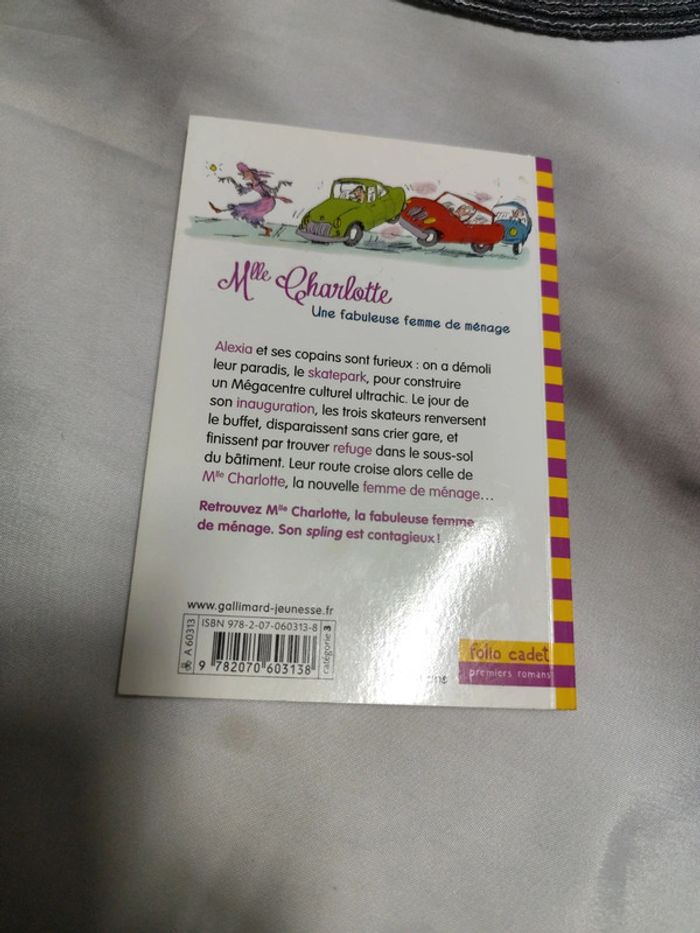 Mlle Charlotte
Une fabuleuse femme de ménage
Alexia et ses copains sont furieux : on a démoli
leur paradis, le skatepark, pour construire
un Mégacentre culturel ultrachic. Le jour de
son inauguration, les trois skateurs renversent
le buffet, disparaissent sans crier gare, et
finissent par trouver refuge dans le sous-sol
du bâtiment. Leur route croise alors celle de
Mlle Charlotte, la nouvelle femme de ménage...
Retrouvez Mlle Charlotte, la fabuleuse femme
de ménage. Son spling est contagieux !
www.gallimard-jeunesse.fr
ISBN 978-2-07-060313-8
A 60313
catégorie 3
9 782070 603138
folio cadet
premiers romans